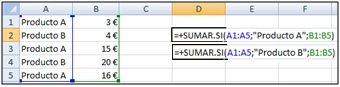 A B C D E F
1 Producto A 3 €
2 Producto B 4 € =+SUMAR.SI(A1:A5;"Producto A";B1:B5)
3 Producto A 15 € =+SUMAR.SI(A1:A5;"Producto B";B1:B5)
4 Producto B 20 €
5 Producto A 16 €